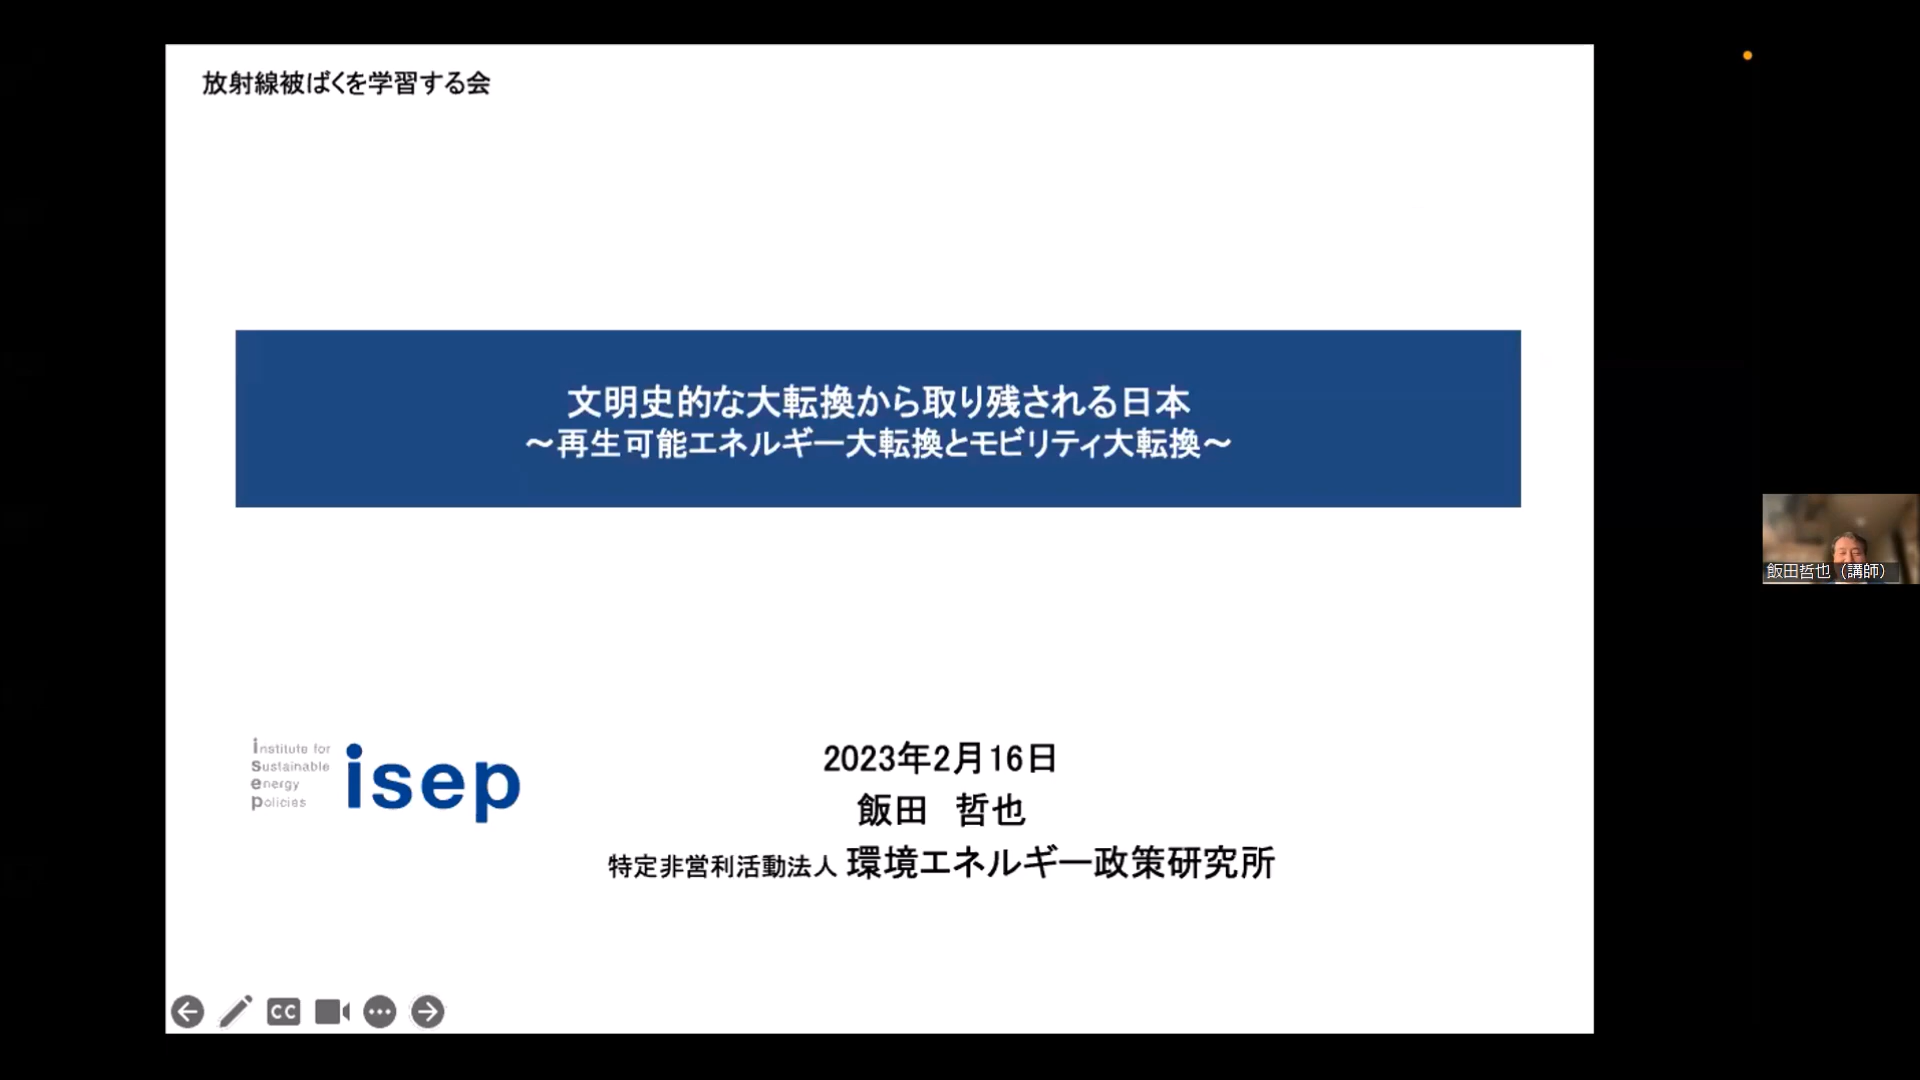 放射線被ばくを学習する会
文明史的な大転換から取り残される日本
～再生可能エネルギー大転換とモビリティ大転換～
institute for
sustainable
energy
policies
isep
2023年2月16日
飯田　哲也
特定非営利活動法人 環境エネルギー政策研究所
飯田哲也（講師）
CC